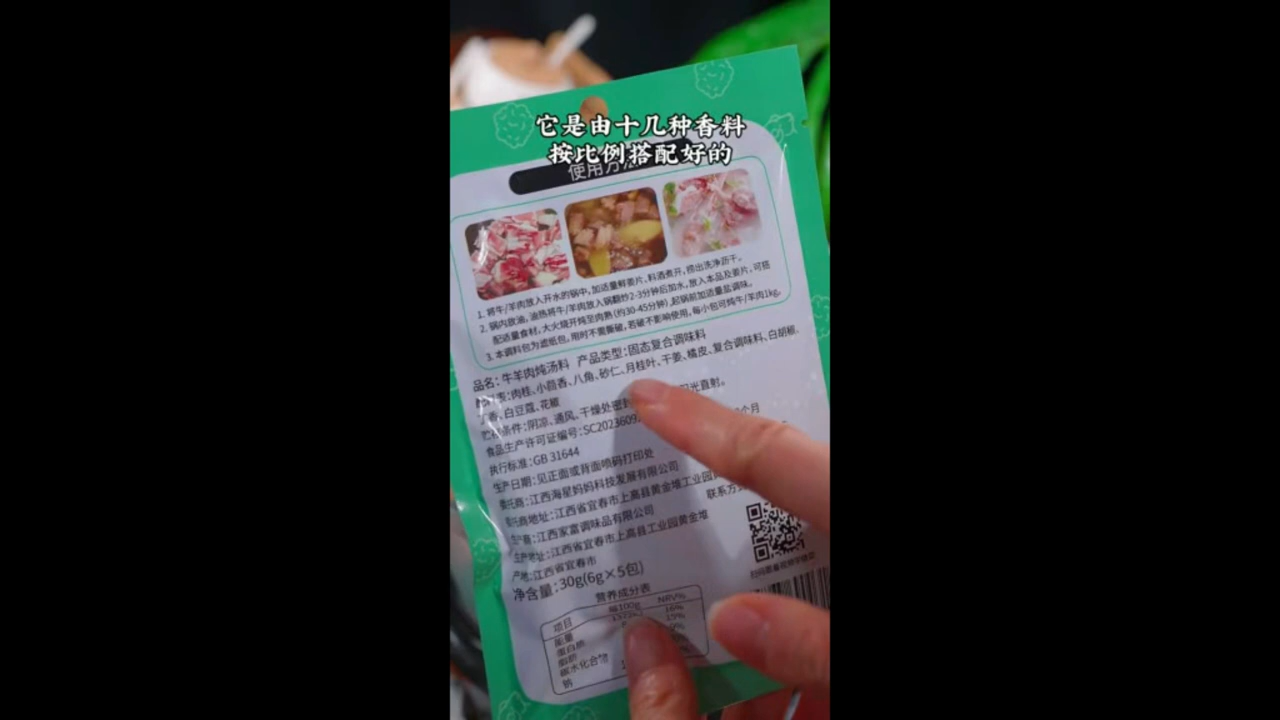 它是由十几种香料
按比例搭配好的
使用方法
1. 将牛/羊肉放入开水的锅中,加适量鲜姜片、料酒煮开,捞出洗净沥干。
2. 锅内放油,油热将牛/羊肉放入锅翻炒2-3分钟后加水,放入本品及姜片,可搭
配适量食材,大火烧开炖至肉熟(约30-45分钟),起锅前加适量盐调味。
3. 本调料包为滤纸包,用时不需撕破,若破不影响使用,每小包可炖牛/羊肉1kg。
品名:牛羊肉炖汤料 产品类型:固态复合调味料
配料表:肉桂、小茴香、八角、砂仁、月桂叶、干姜、橘皮、复合调味料、白胡椒、
丁香、白豆蔻、花椒
贮存条件:阴凉、通风、干燥处密封 阳光直射。
食品生产许可证编号:SC2023609 个月
执行标准:GB 31644
生产日期:见正面或背面喷码打印处
委托商:江西海星妈妈科技发展有限公司
委托商地址:江西省宜春市上高县黄金堆工业园 联系方式
生产商:江西家富调味品有限公司
生产地址:江西省宜春市上高县工业园黄金堆
产地:江西省宜春市
净含量:30g(6g×5包)
营养成分表
项目 每100g NRV%
能量 16%
蛋白质 15%
脂肪
碳水化合物
钠